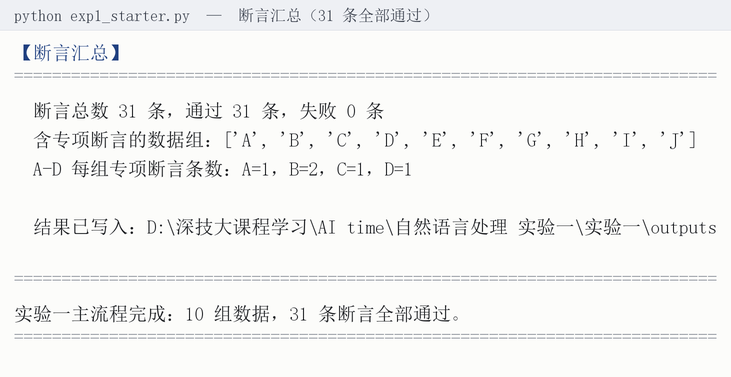 python exp1_starter.py — 断言汇总（31 条全部通过）
【断言汇总】
==========================================================================
断言总数 31 条，通过 31 条，失败 0 条
含专项断言的数据组：['A', 'B', 'C', 'D', 'E', 'F', 'G', 'H', 'I', 'J']
A-D 每组专项断言条数：A=1，B=2，C=1，D=1
结果已写入：D:\深技大课程学习\AI time\自然语言处理 实验一\实验一\outputs
==========================================================================
实验一主流程完成：10 组数据，31 条断言全部通过。
==========================================================================